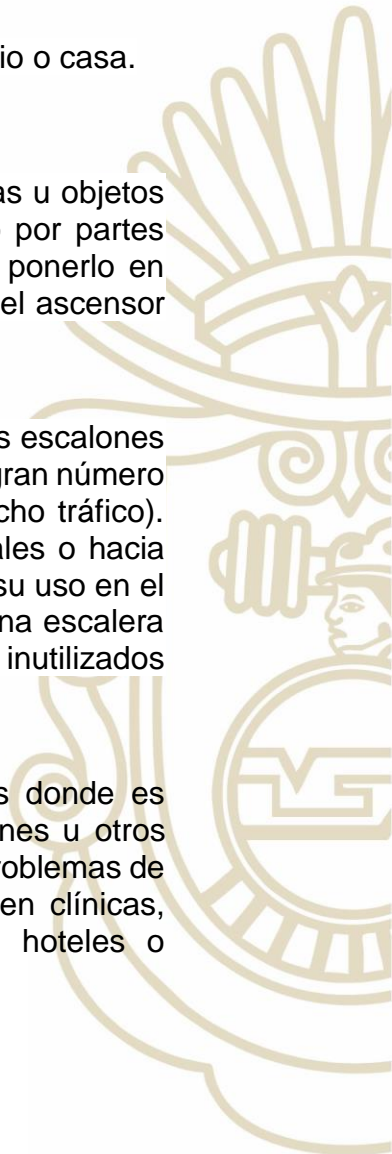 io o casa.
as u objetos
por partes
ponerlo en
el ascensor
s escalones
gran número
cho tráfico).
ales o hacia
su uso en el
na escalera
inutilizados
s donde es
nes u otros
roblemas de
en clínicas,
hoteles o